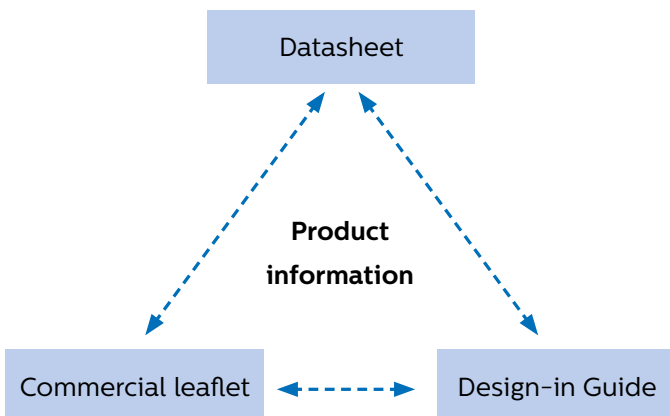 Datasheet
Product
information
Commercial leaflet
Design-in Guide